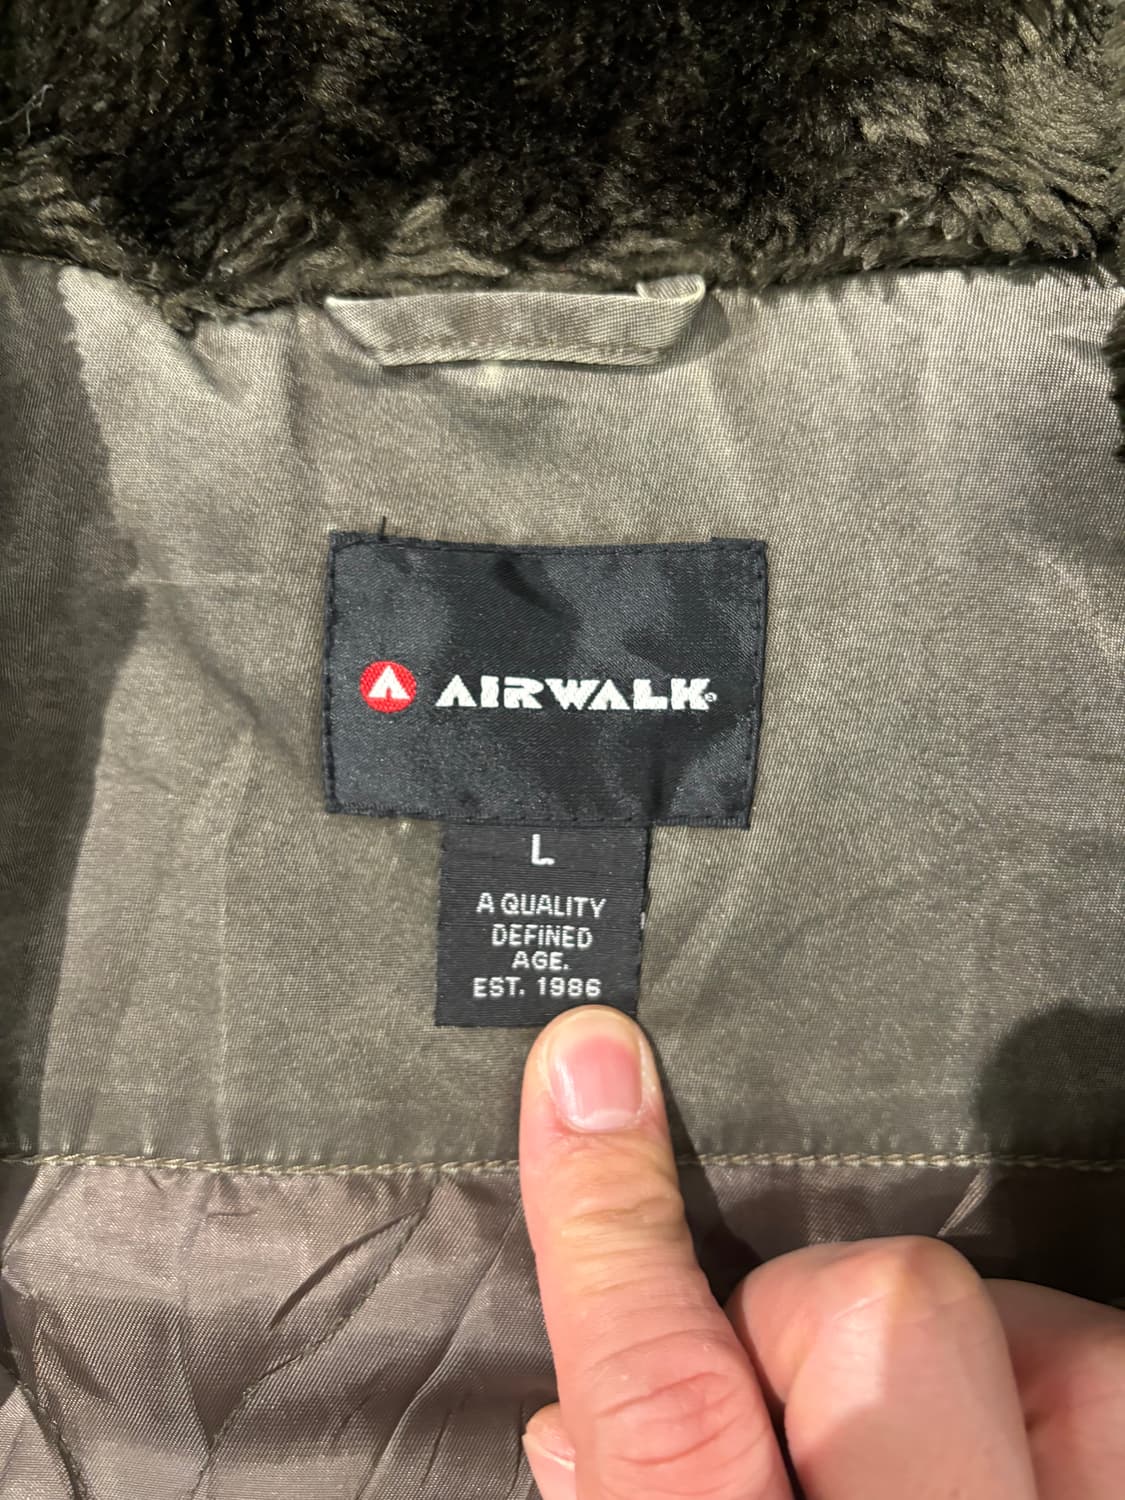 AIRWALK®
L
A QUALITY
DEFINED
AGE.
EST. 1986